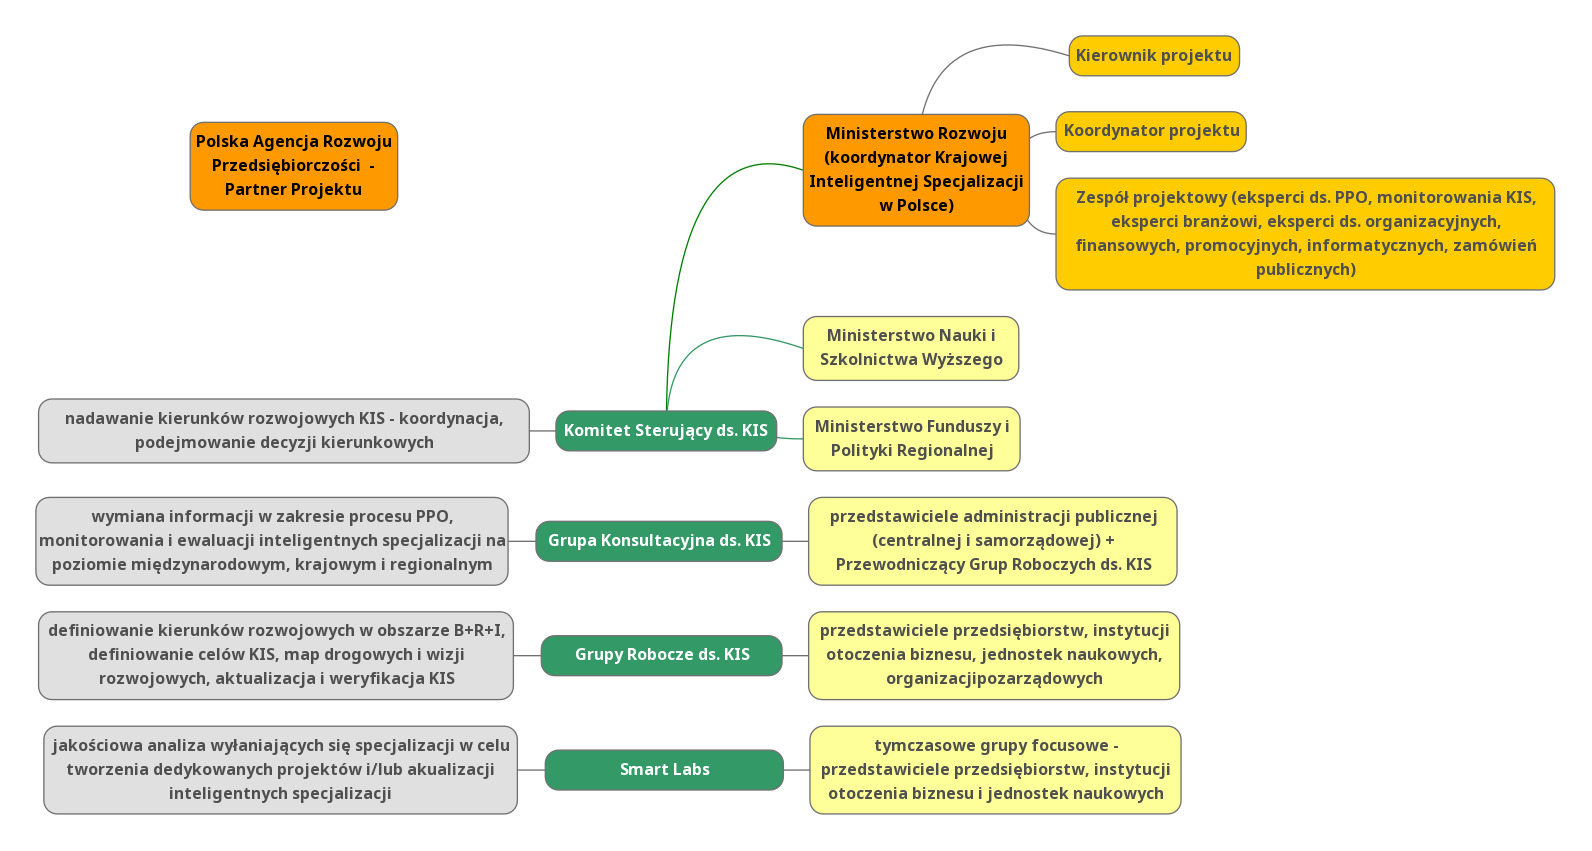 Kierownik projektu
Koordynator projektu
Polska Agencja Rozwoju
Przedsiębiorczości -
Partner Projektu
Ministerstwo Rozwoju
(koordynator Krajowej
Inteligentnej Specjalizacji
w Polsce)
Zespół projektowy (eksperci ds. PPO, monitorowania KIS,
eksperci branżowi, eksperci ds. organizacyjnych,
finansowych, promocyjnych, informatycznych, zamówień
publicznych)
Ministerstwo Nauki i
Szkolnictwa Wyższego
nadawanie kierunków rozwojowych KIS - koordynacja,
podejmowanie decyzji kierunkowych
Komitet Sterujący ds. KIS
Ministerstwo Funduszy i
Polityki Regionalnej
wymiana informacji w zakresie procesu PPO,
monitorowania i ewaluacji inteligentnych specjalizacji na
poziomie międzynarodowym, krajowym i regionalnym
Grupa Konsultacyjna ds. KIS
przedstawiciele administracji publicznej
(centralnej i samorządowej) +
Przewodniczący Grup Roboczych ds. KIS
definiowanie kierunków rozwojowych w obszarze B+R+I,
definiowanie celów KIS, map drogowych i wizji
rozwojowych, aktualizacja i weryfikacja KIS
Grupy Robocze ds. KIS
przedstawiciele przedsiębiorstw, instytucji
otoczenia biznesu, jednostek naukowych,
organizacjipozarządowych
jakościowa analiza wyłaniających się specjalizacji w celu
tworzenia dedykowanych projektów i/lub akualizacji
inteligentnych specjalizacji
Smart Labs
tymczasowe grupy focusowe -
przedstawiciele przedsiębiorstw, instytucji
otoczenia biznesu i jednostek naukowych